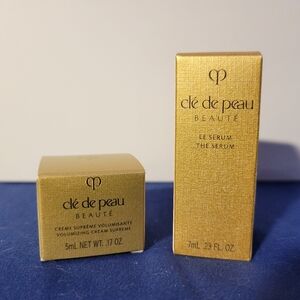 clé de peau
BEAUTÉ
CRÈME SUPRÊME VOLUMISANTE
VOLUMIZING CREAM SUPREME
5mL NET WT. .17 OZ.
clé de peau
BEAUTÉ
LE SÉRUM
THE SERUM
7mL .23 FL. OZ.